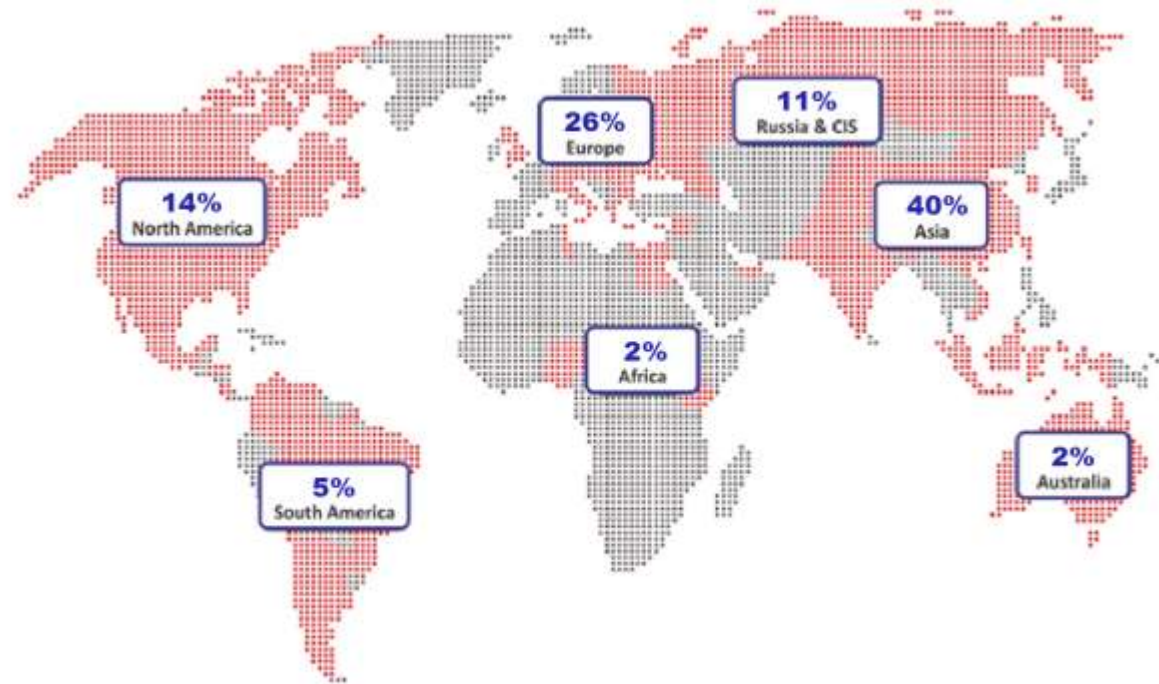 11%
Russia & CIS
26%
Europe
14%
North America
40%
Asia
2%
Africa
2%
Australia
5%
South America